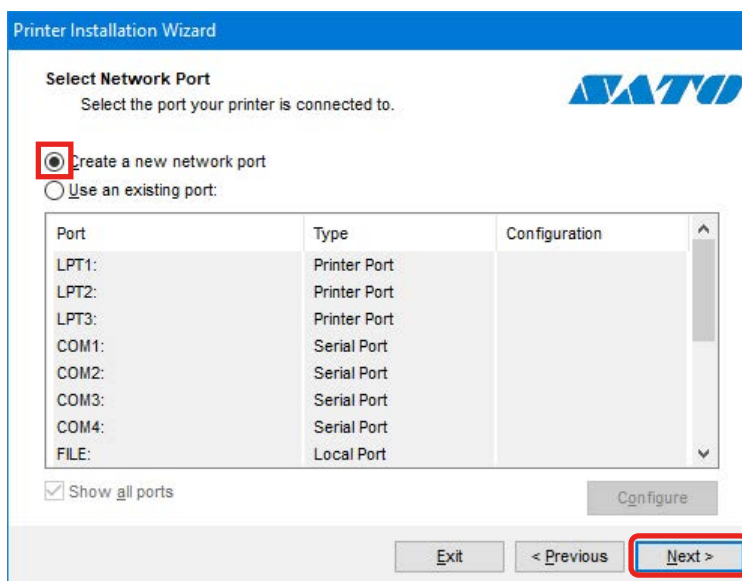 Printer Installation Wizard
Select Network Port
Select the port your printer is connected to.
SATO
Create a new network port
Use an existing port:
Port Type Configuration
LPT1: Printer Port
LPT2: Printer Port
LPT3: Printer Port
COM1: Serial Port
COM2: Serial Port
COM3: Serial Port
COM4: Serial Port
FILE: Local Port
Show all ports
Configure
Exit < Previous Next >